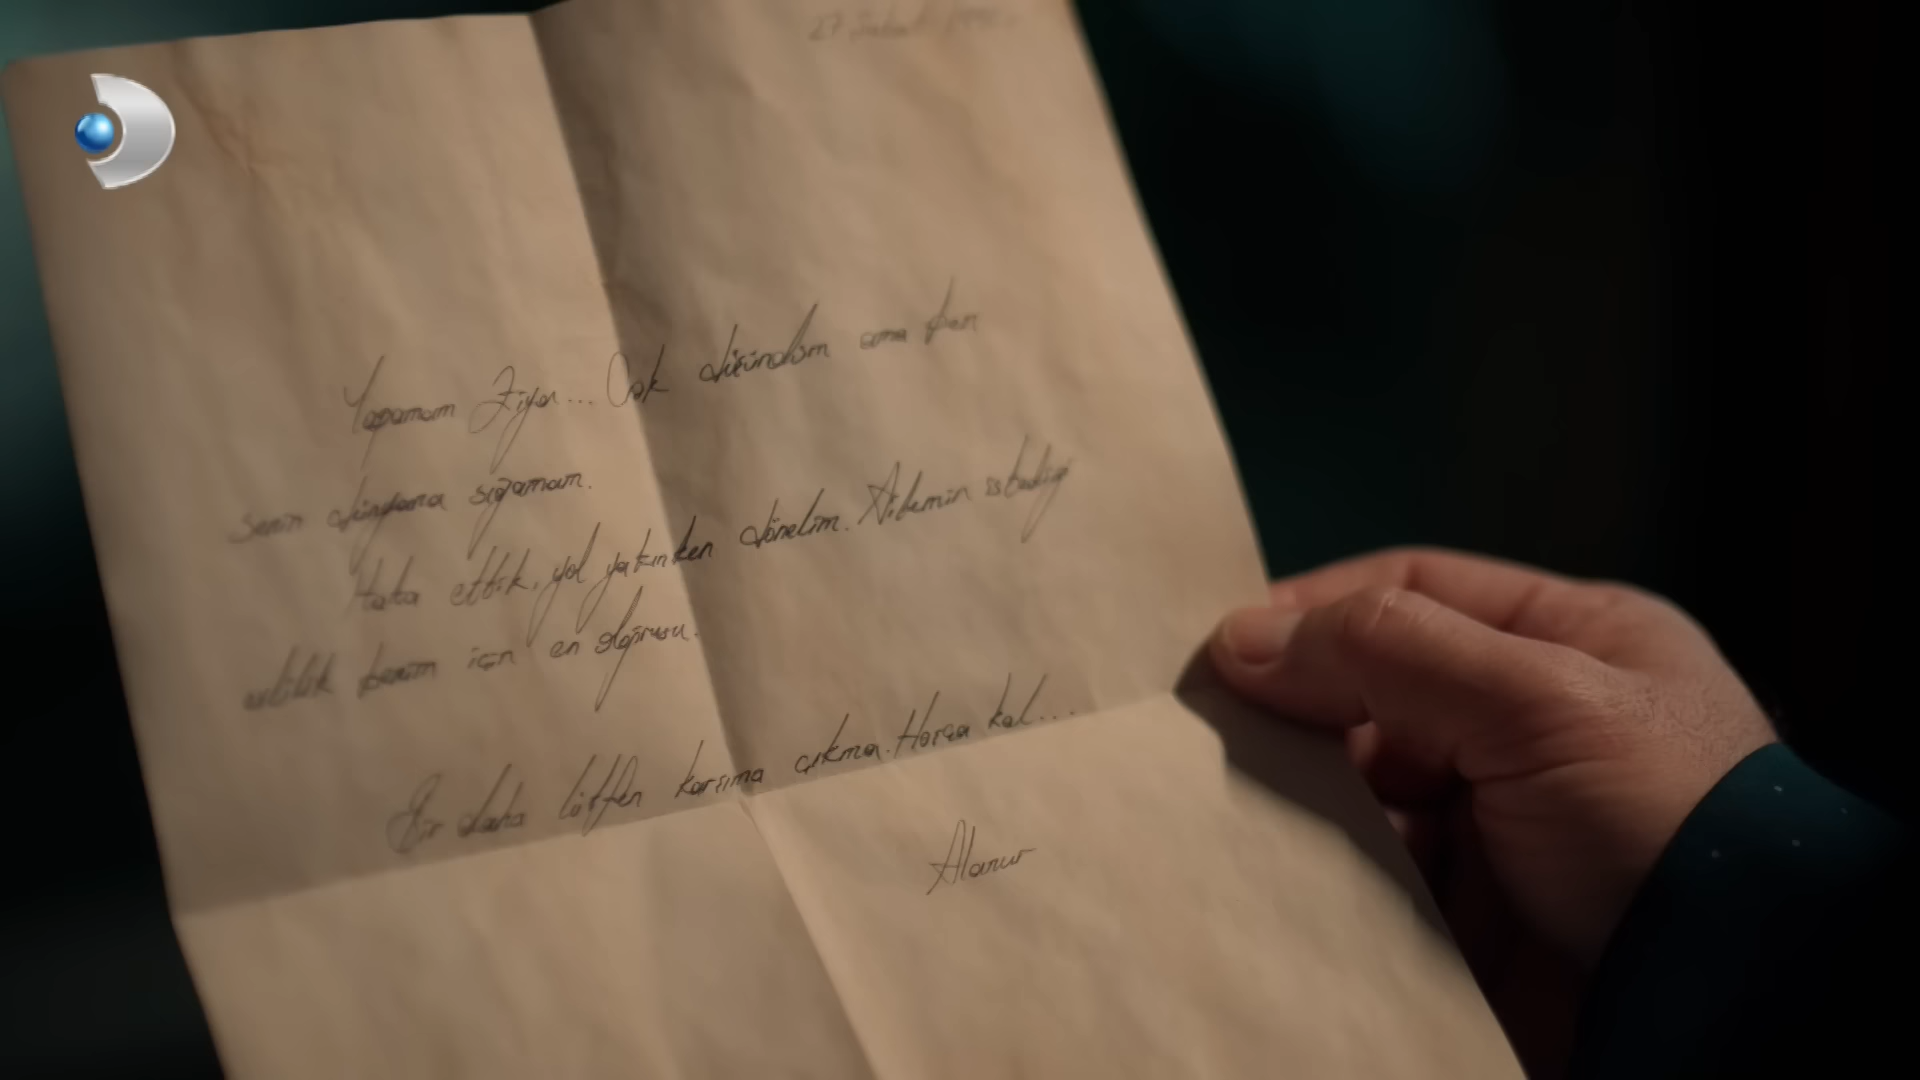 Yapamam Ziya... Çok düşündüm ama ben
senin dünyana sığamam.
Hata ettik, yol yakınken dönelim. Ailemin istediği
evlilik benim için en doğrusu.
Bir daha lütfen karşıma çıkma. Hoşça kal...
Alanur